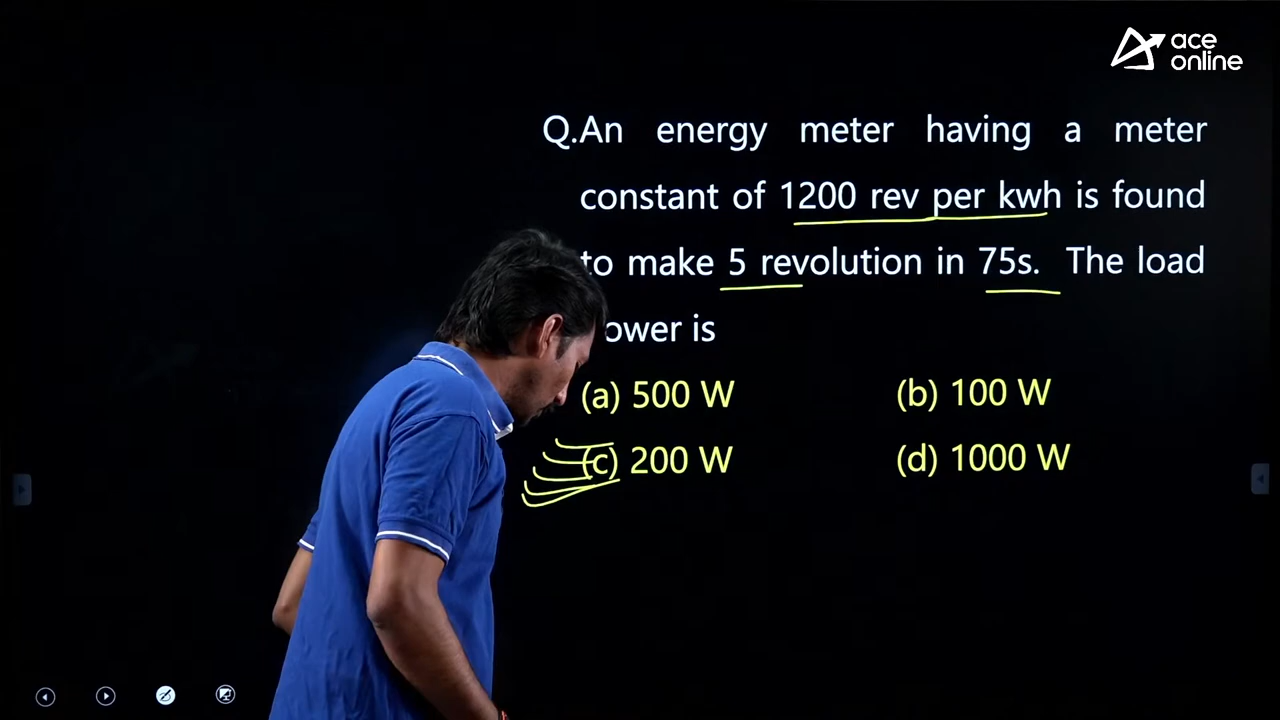 ace
online
Q.An energy meter having a meter
constant of 1200 rev per kwh is found
to make 5 revolution in 75s. The load
ower is
(a) 500 W (b) 100 W
(c) 200 W (d) 1000 W